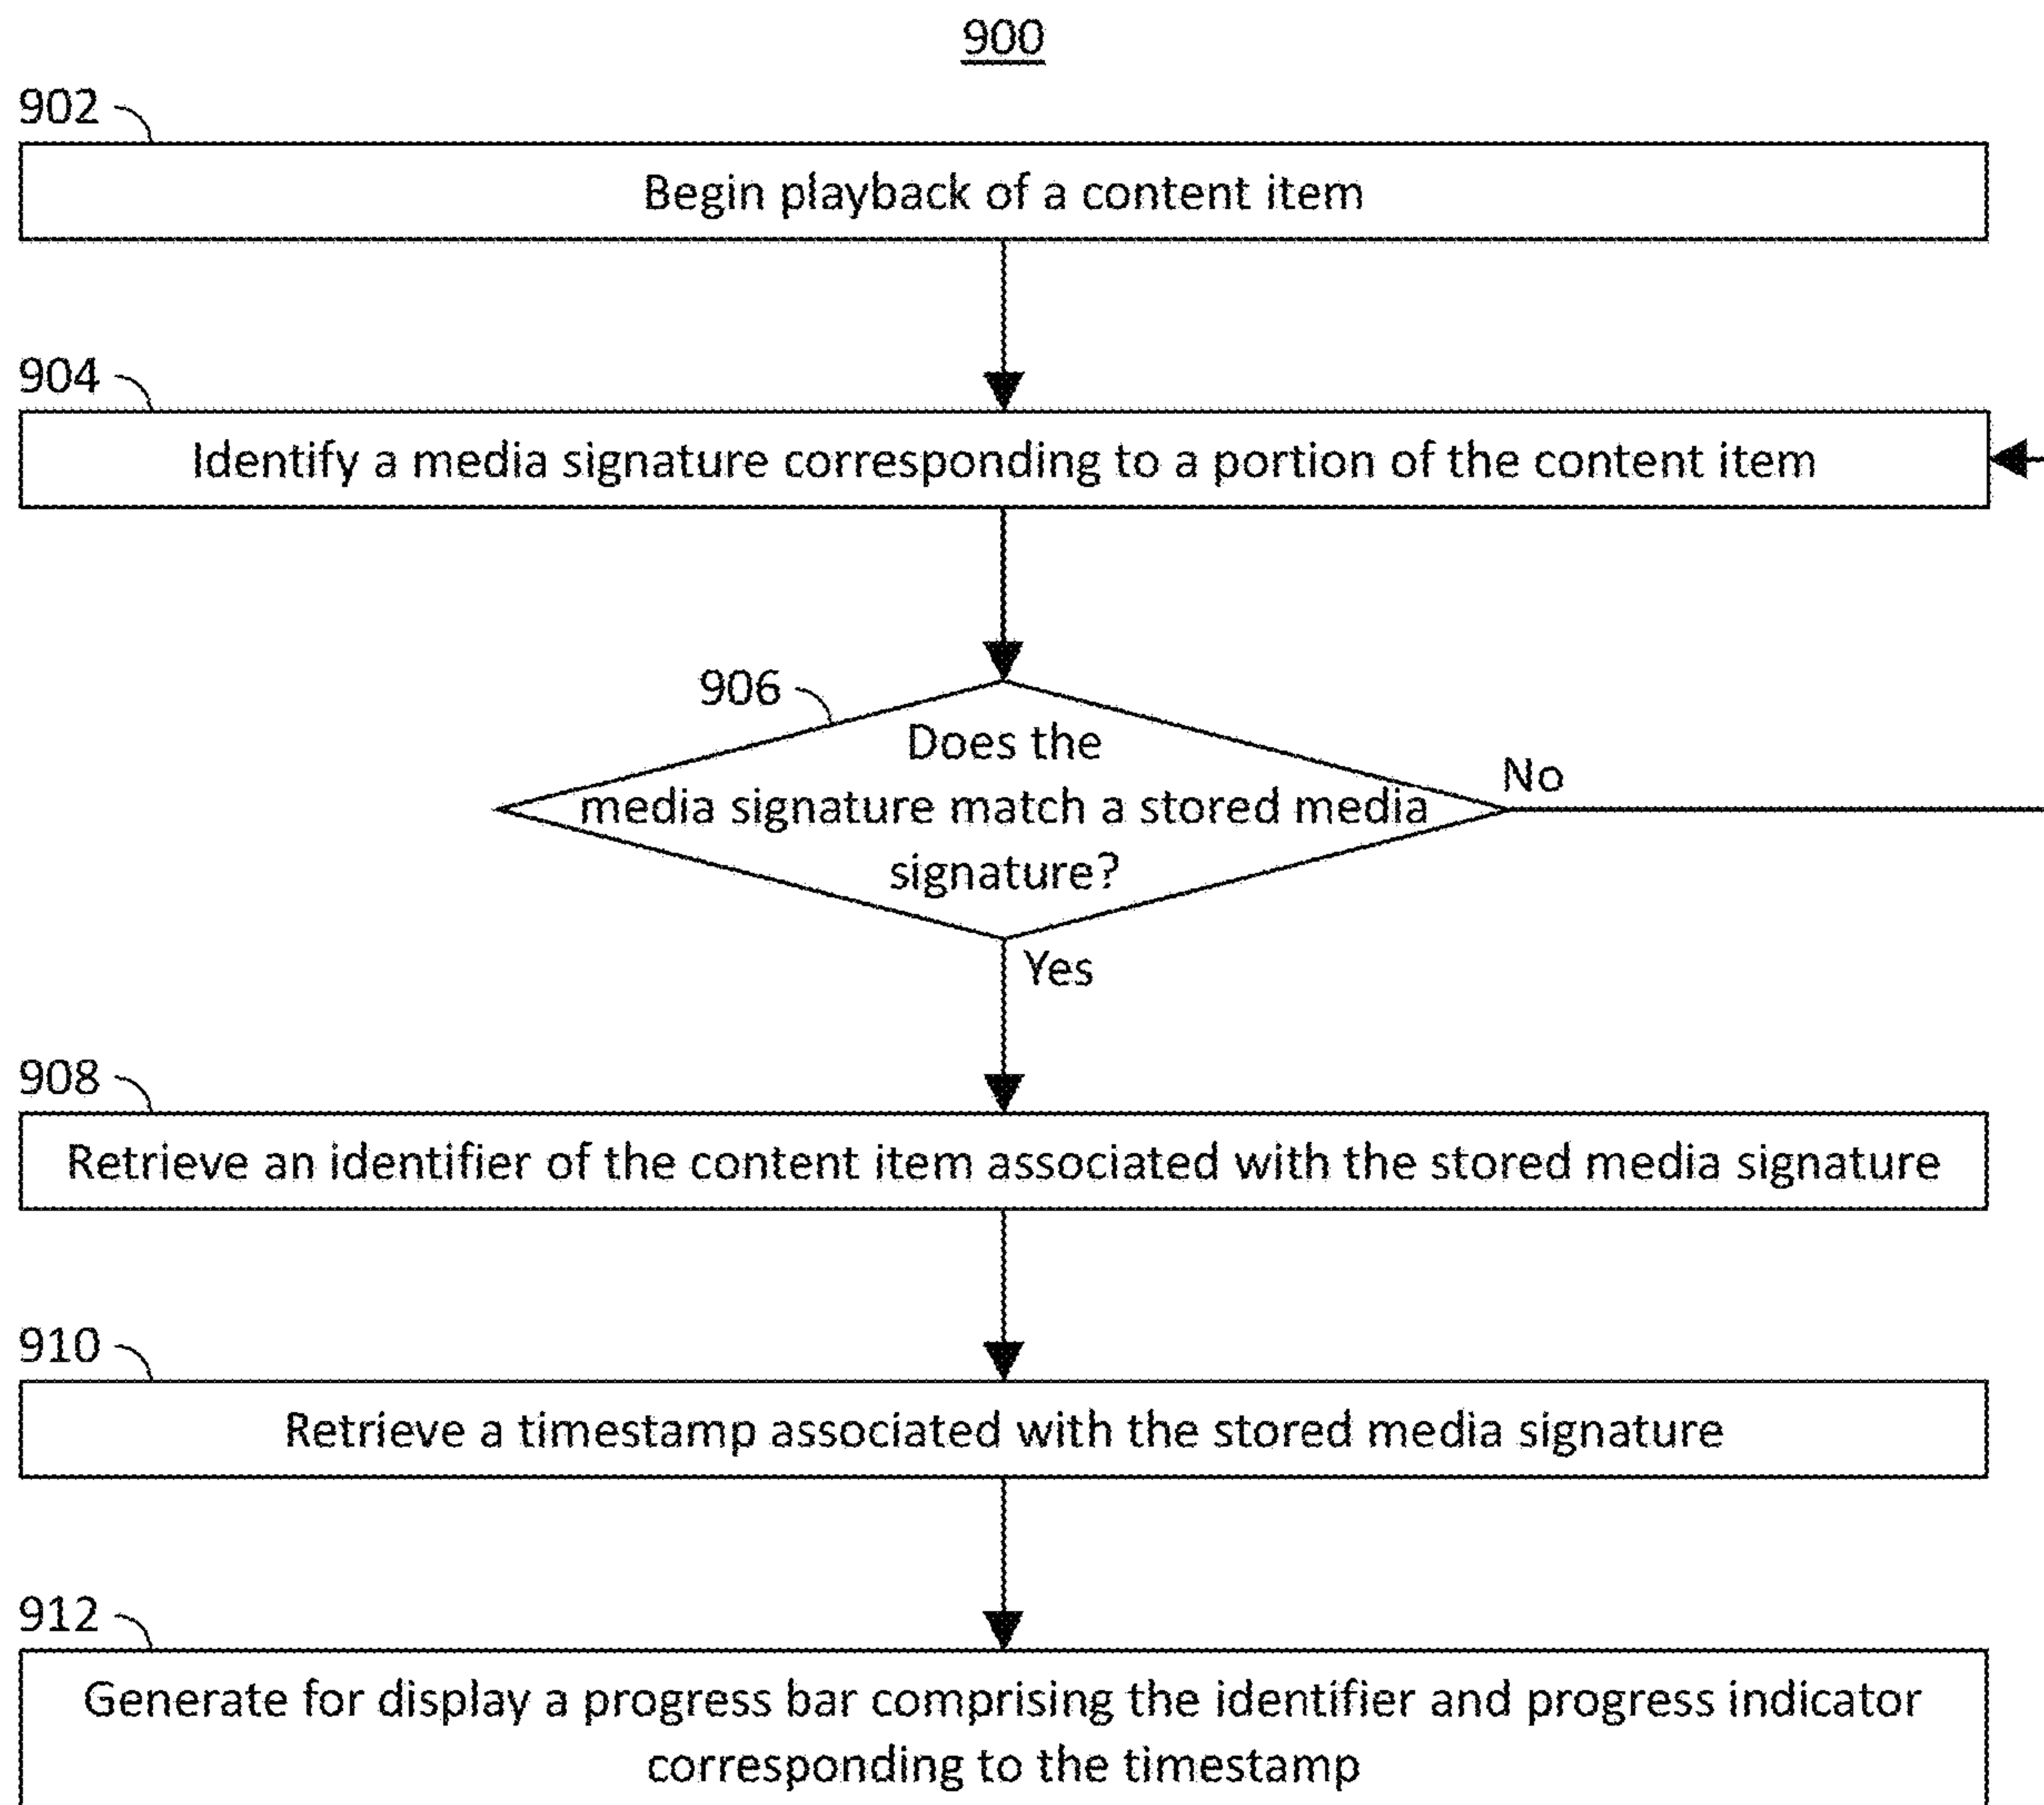 900
902
Begin playback of a content item
904
Identify a media signature corresponding to a portion of the content item
906
Does the
media signature match a stored media
signature?
No
Yes
908
Retrieve an identifier of the content item associated with the stored media signature
910
Retrieve a timestamp associated with the stored media signature
912
Generate for display a progress bar comprising the identifier and progress indicator
corresponding to the timestamp